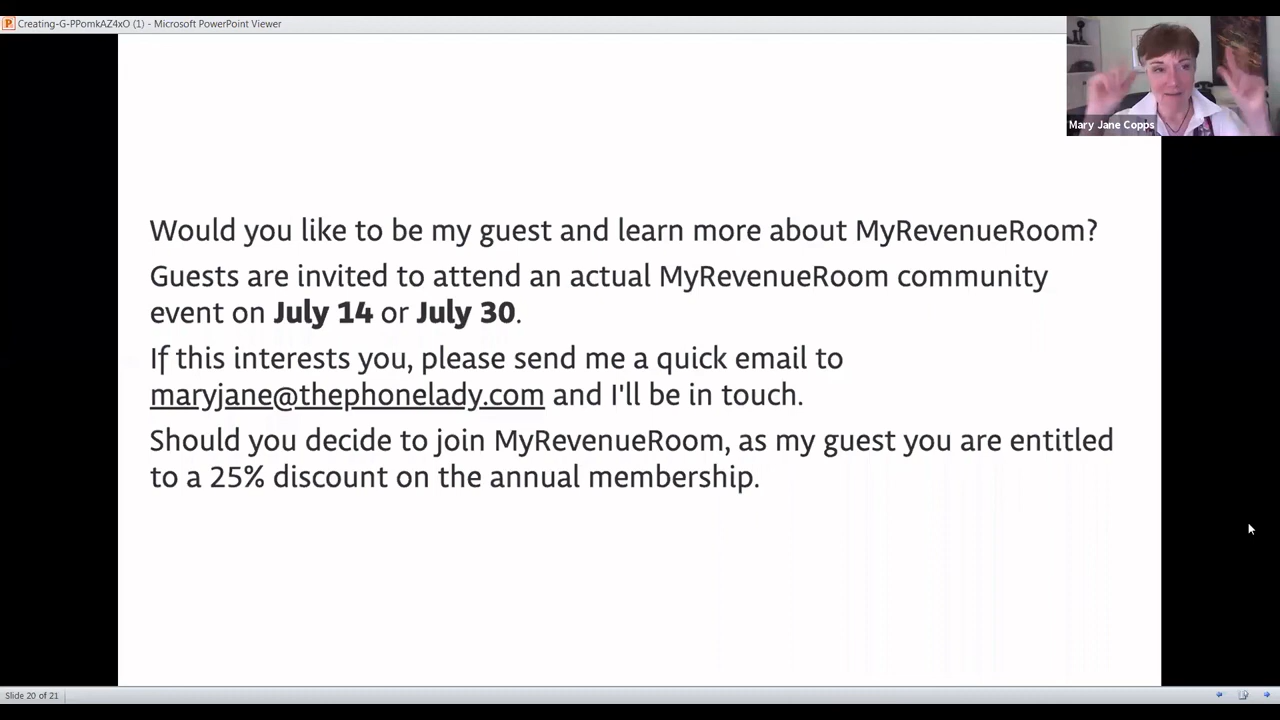 Creating-G-PPomkAZ4xO (1) - Microsoft PowerPoint Viewer
Mary Jane Copps
Would you like to be my guest and learn more about MyRevenueRoom?
Guests are invited to attend an actual MyRevenueRoom community
event on July 14 or July 30.
If this interests you, please send me a quick email to
maryjane@thephonelady.com and I'll be in touch.
Should you decide to join MyRevenueRoom, as my guest you are entitled
to a 25% discount on the annual membership.
Slide 20 of 21